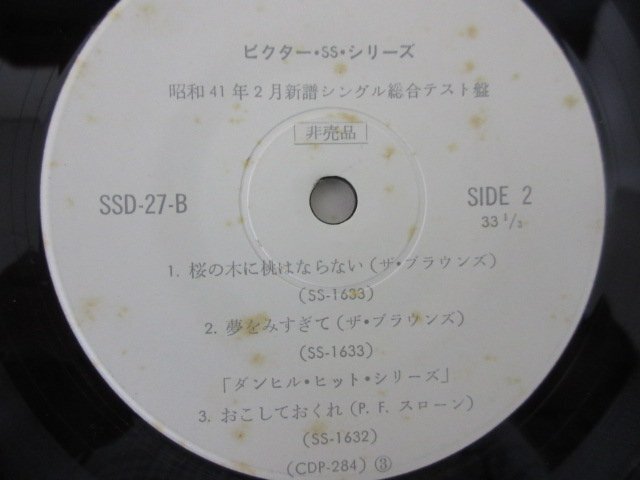 ビクター・SS・シリーズ
昭和41年2月新譜シングル総合テスト盤
非売品
SSD-27-B
SIDE 2
33 1/3
1. 桜の木に桃はならない(ザ・ブラウンズ)
(SS-1633)
2. 夢をみすぎて(ザ・ブラウンズ)
(SS-1633)
「ダンヒル・ヒット・シリーズ」
3. おこしておくれ(P. F. スローン)
(SS-1632)
(CDP-284) ③